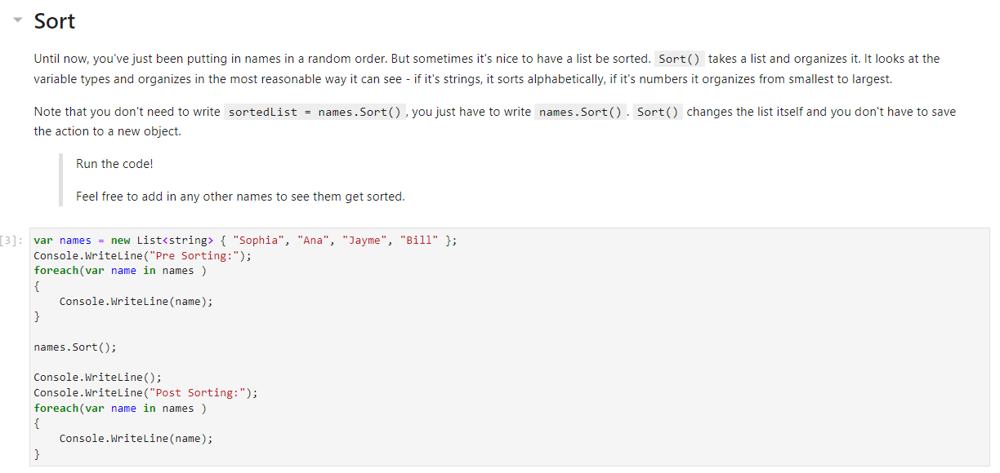 Sort
Until now, you've just been putting in names in a random order. But sometimes it's nice to have a list be sorted. Sort() takes a list and organizes it. It looks at the
variable types and organizes in the most reasonable way it can see - if it's strings, it sorts alphabetically, if it's numbers it organizes from smallest to largest.
Note that you don't need to write sortedList = names.Sort(), you just have to write names.Sort(). Sort() changes the list itself and you don't have to save
the action to a new object.
Run the code!
Feel free to add in any other names to see them get sorted.
[3]: var names = new List<string> { "Sophia", "Ana", "Jayme", "Bill" };
Console.WriteLine("Pre Sorting:");
foreach(var name in names )
{
    Console.WriteLine(name);
}
names.Sort();
Console.WriteLine();
Console.WriteLine("Post Sorting:");
foreach(var name in names )
{
    Console.WriteLine(name);
}